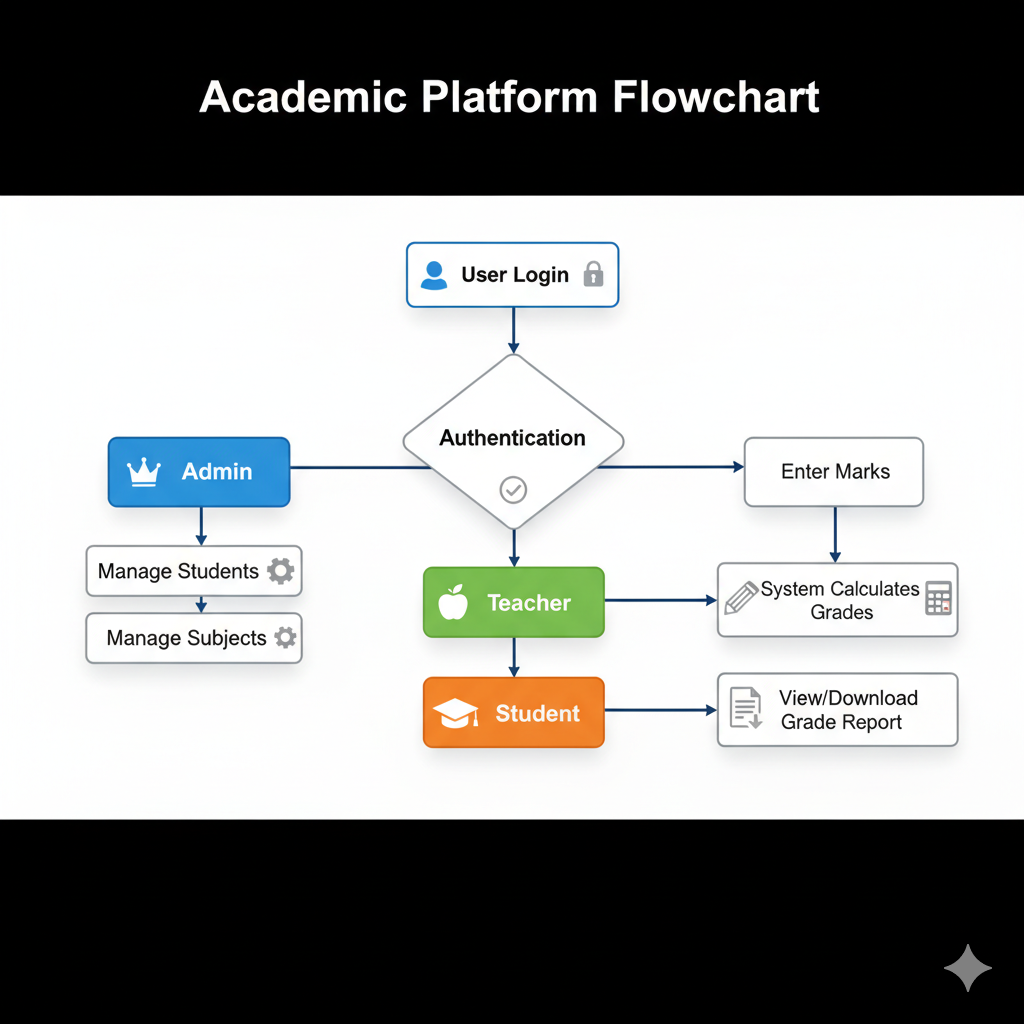 Academic Platform Flowchart
User Login
Authentication
Admin
Enter Marks
Manage Students
Manage Subjects
Teacher
System Calculates
Grades
Student
View/Download
Grade Report